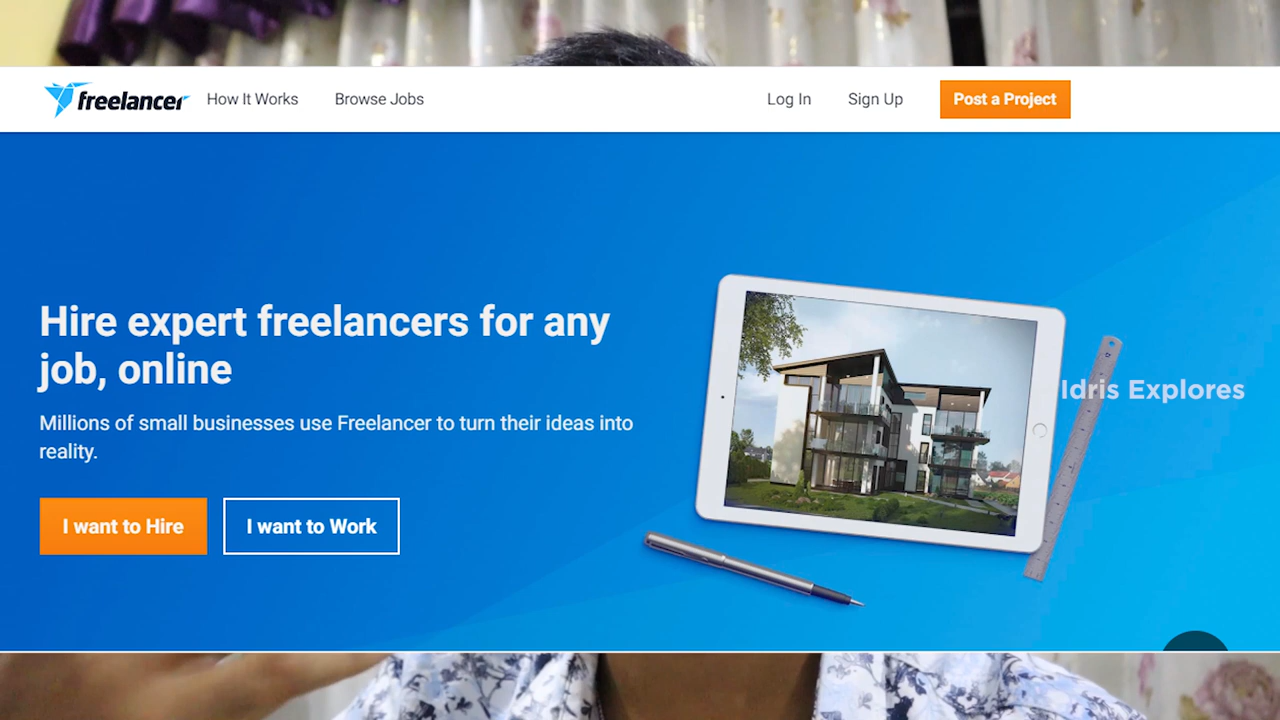 freelancer How It Works Browse Jobs Log In Sign Up Post a Project
Hire expert freelancers for any
job, online
Idris Explores
Millions of small businesses use Freelancer to turn their ideas into
reality.
I want to Hire I want to Work